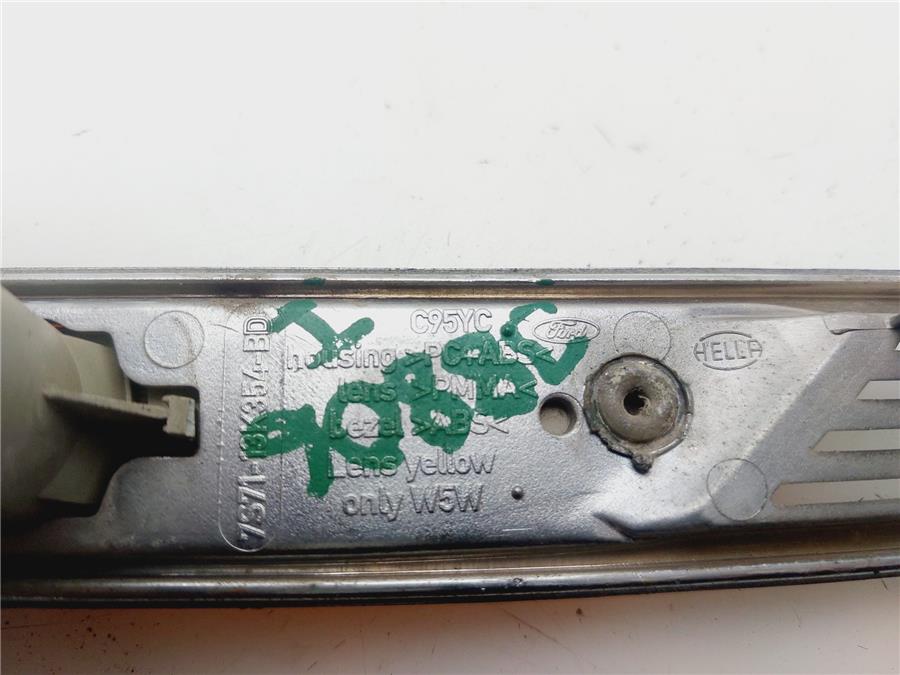 C95YC
Ford
housing >PC+ABS<
lens >PMMA<
bezel >ABS<
Lens yellow
only W5W
HELLA
7S71-13K354-BD